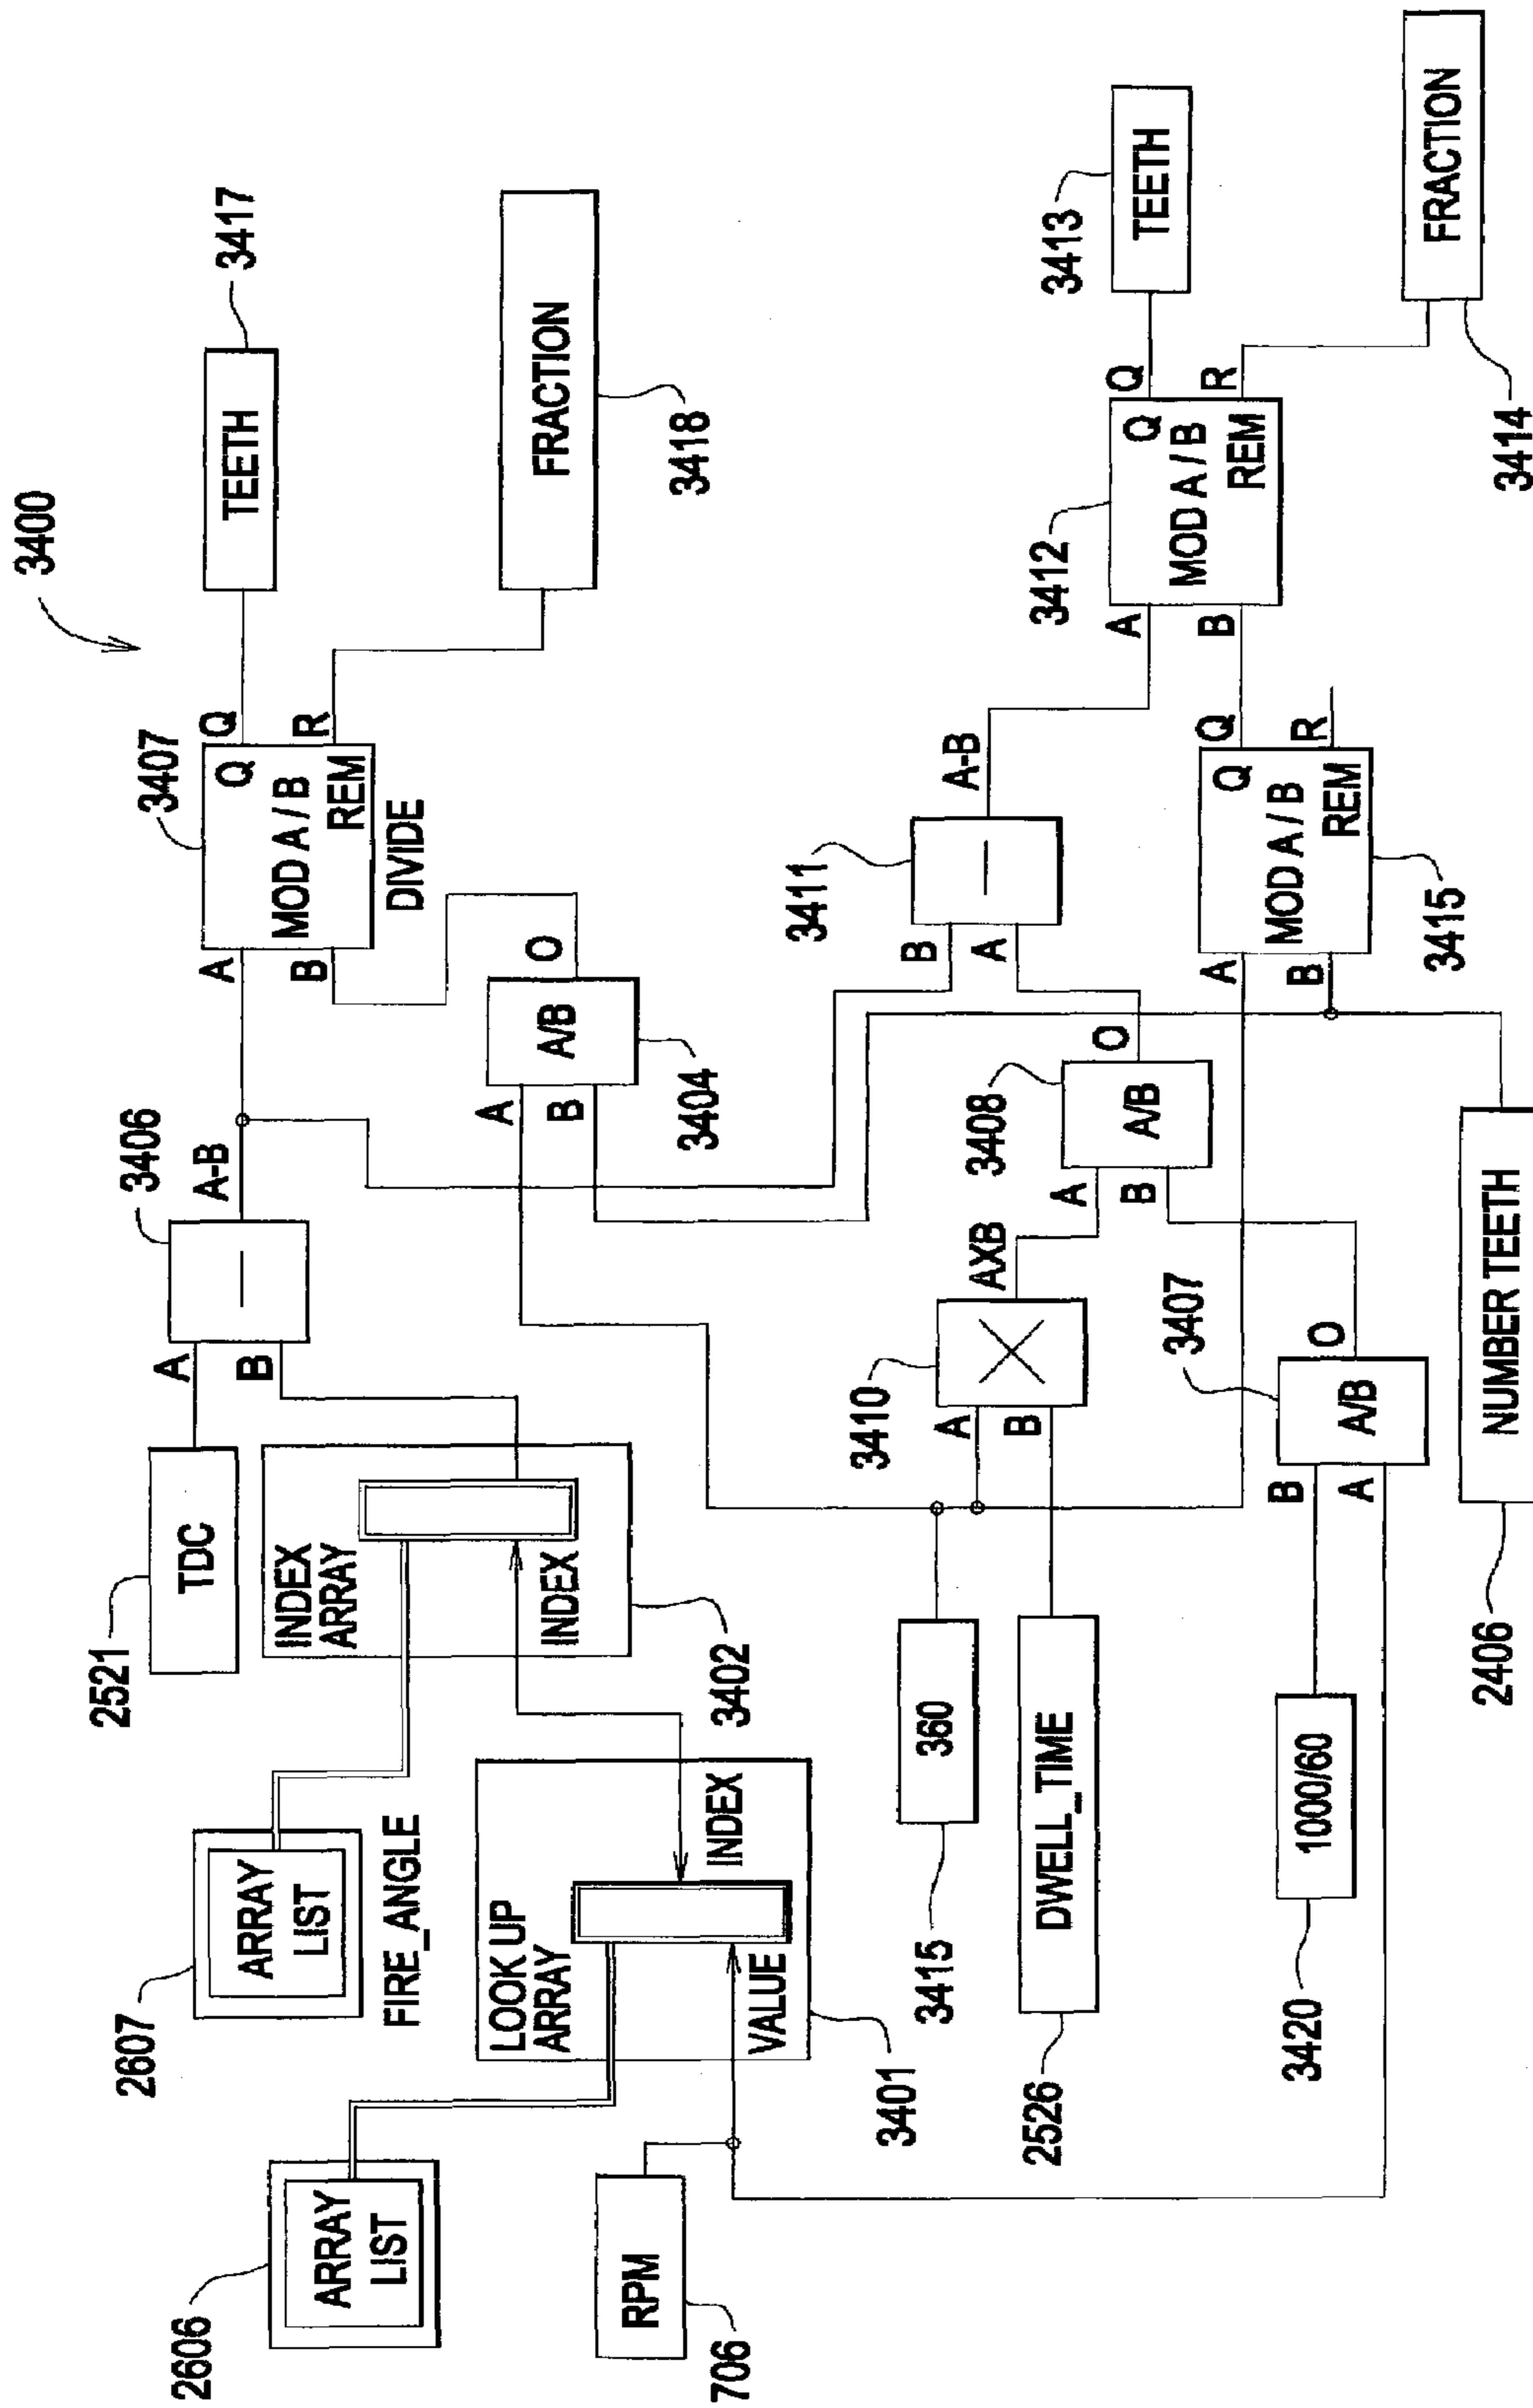 3400
2606
ARRAY
LIST
2607
ARRAY
LIST
FIRE_ANGLE
2521
TDC
INDEX
ARRAY
INDEX
3402
A
B
3406
A-B
A
B
3407
Q
MOD A / B
REM
DIVIDE
Q
R
TEETH
3417
FRACTION
3418
RPM
706
LOOK UP
ARRAY
VALUE
INDEX
3401
A
B
A/B
O
3404
3415
360
DWELL_TIME
2526
3410
A
B
AXB
3408
A
B
A/B
O
3411
B
A
A-B
3412
A
B
Q
MOD A / B
REM
Q
R
3413
TEETH
FRACTION
3414
1000/60
3420
3407
B
A
A/B
O
A
B
Q
MOD A / B
REM
Q
R
3415
NUMBER TEETH
2406